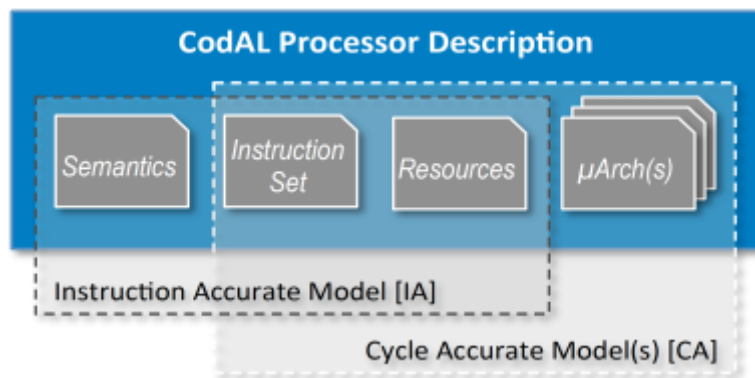 CodAL Processor Description
Semantics
Instruction
Set
Resources
µArch(s)
Instruction Accurate Model [IA]
Cycle Accurate Model(s) [CA]